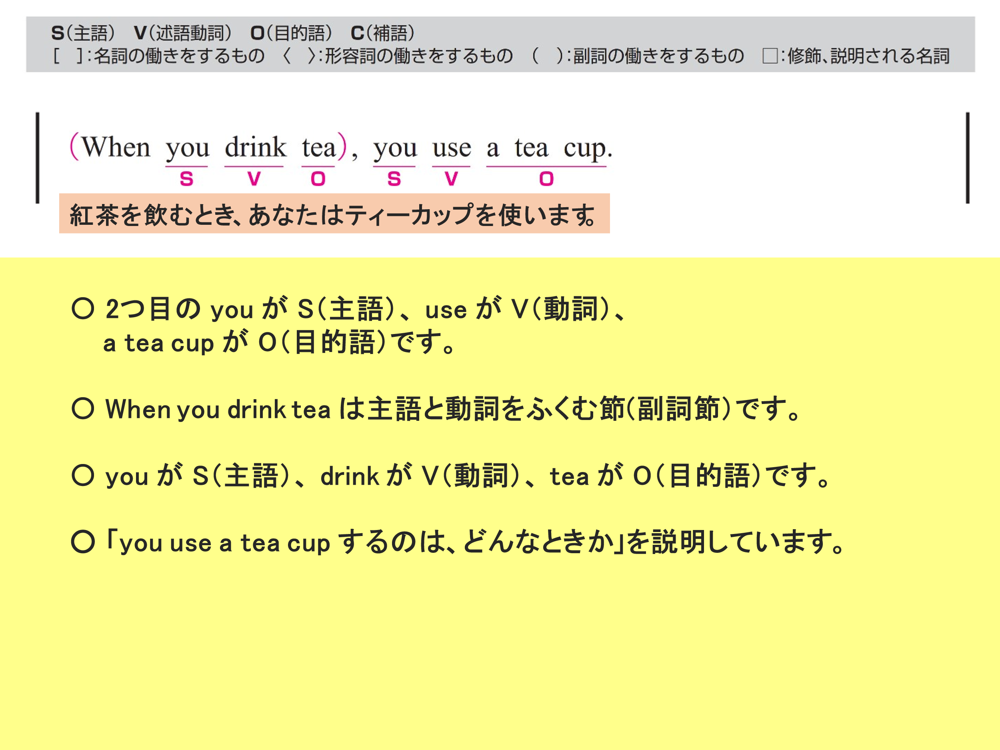 S(主語) V(述語動詞) O(目的語) C(補語)
[ ]:名詞の働きをするもの 〈 〉:形容詞の働きをするもの ( ):副詞の働きをするもの □:修飾、説明される名詞
(When you drink tea), you use a tea cup.
S V O S V O
紅茶を飲むとき、あなたはティーカップを使います。
○ 2つ目の you が S(主語)、use が V(動詞)、
a tea cup が O(目的語)です。
○ When you drink tea は主語と動詞をふくむ節(副詞節)です。
○ you が S(主語)、drink が V(動詞)、tea が O(目的語)です。
○ 「you use a tea cup するのは、どんなときか」を説明しています。